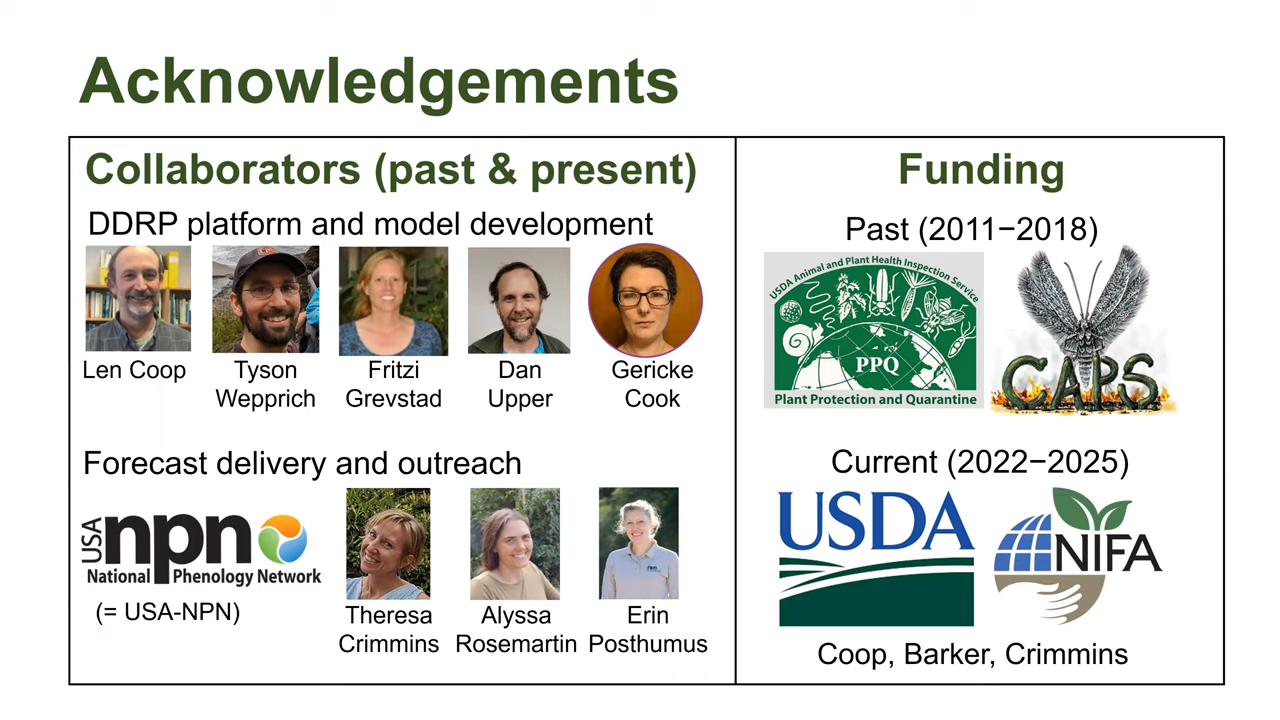 Acknowledgements
Collaborators (past & present)
DDRP platform and model development
Len Coop
Tyson
Wepprich
Fritzi
Grevstad
Dan
Upper
Gericke
Cook
Forecast delivery and outreach
USA
npn
National Phenology Network
(= USA-NPN)
Theresa
Crimmins
Alyssa
Rosemartin
Erin
Posthumus
Funding
Past (2011−2018)
USDA Animal and Plant Health Inspection Service
PPQ
Plant Protection and Quarantine
CAPS
Current (2022−2025)
USDA
NIFA
Coop, Barker, Crimmins